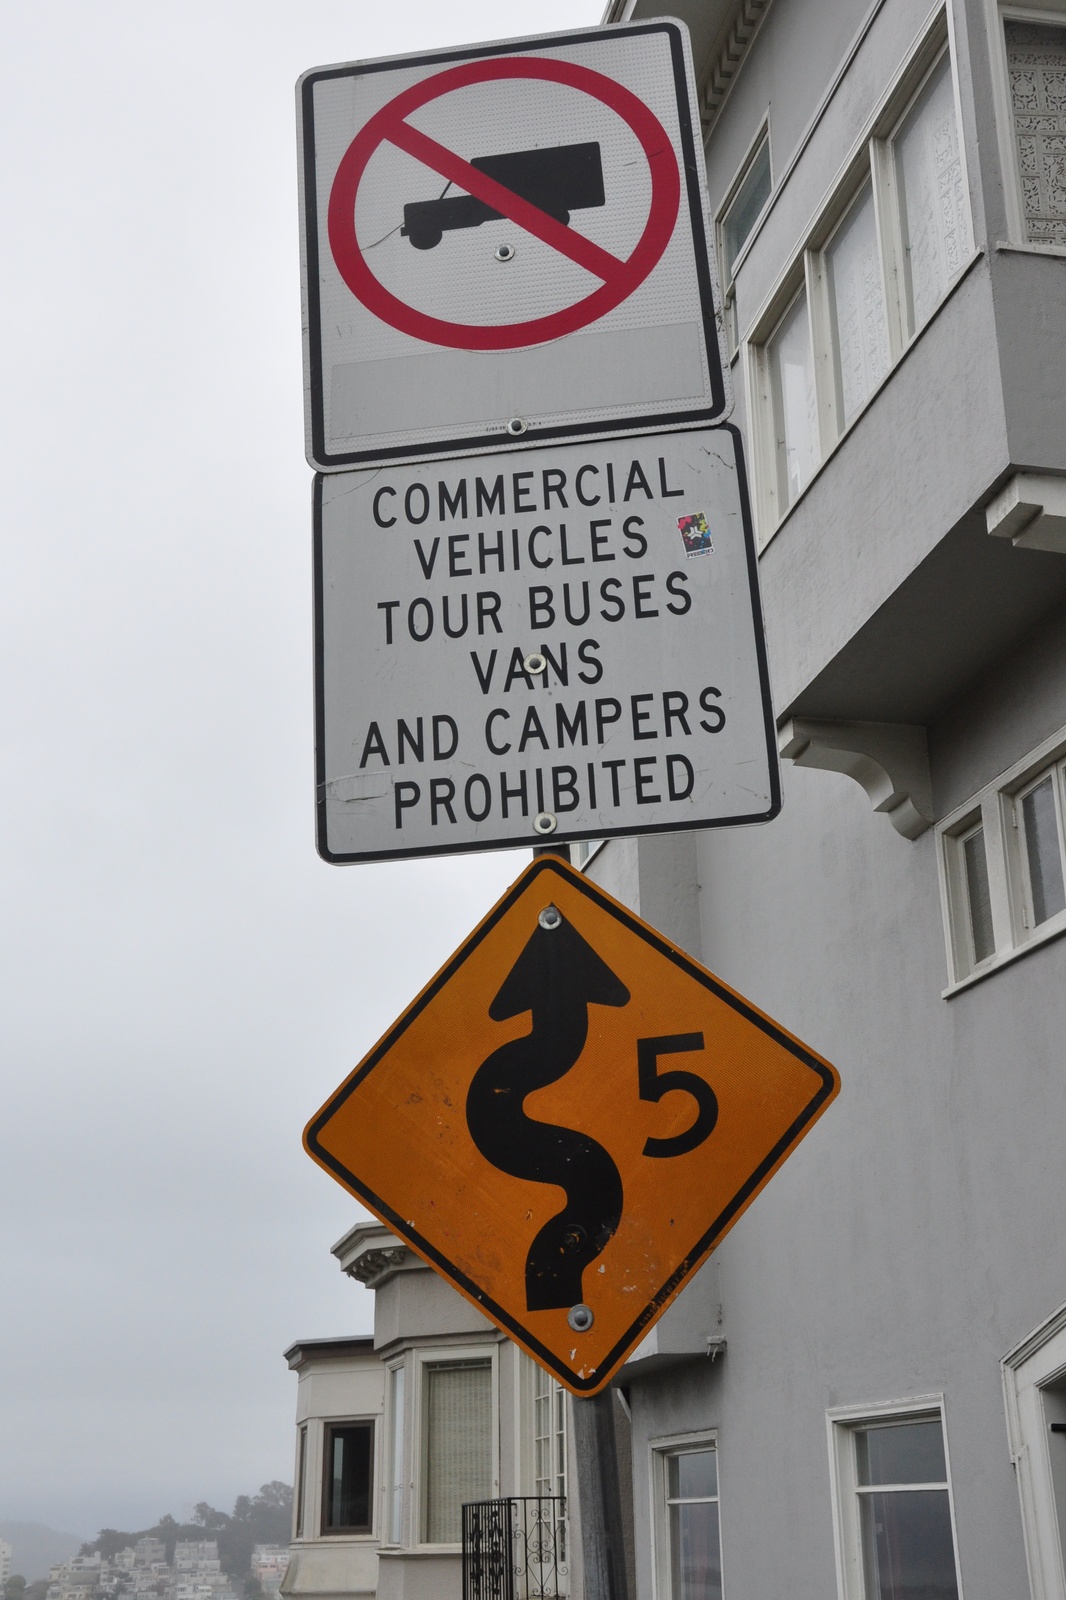 COMMERCIAL
VEHICLES
TOUR BUSES
VANS
AND CAMPERS
PROHIBITED
5